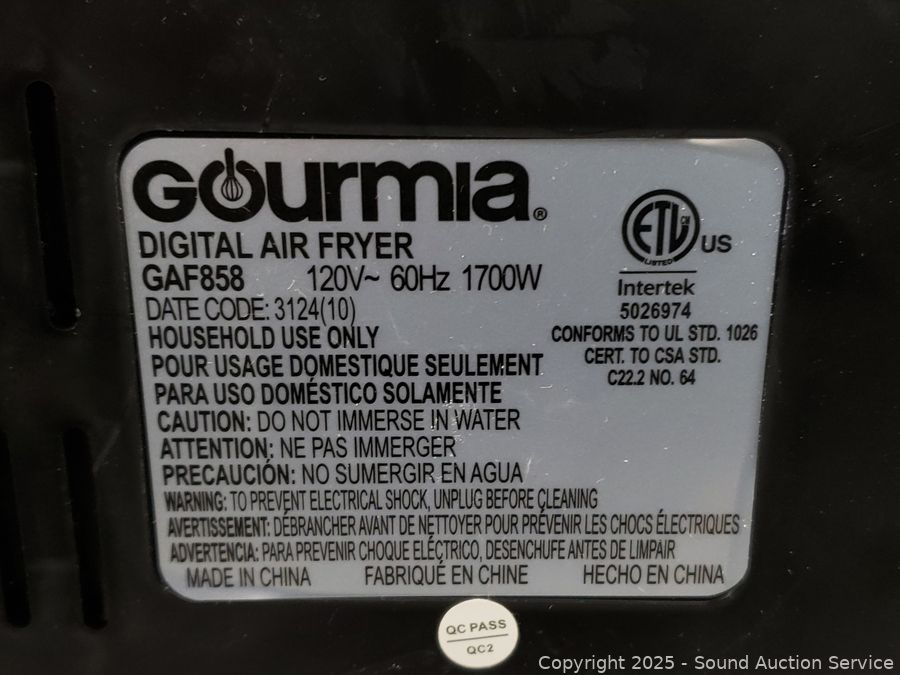 GOURMIA®
DIGITAL AIR FRYER
GAF858 120V~ 60Hz 1700W
DATE CODE: 3124(10)
HOUSEHOLD USE ONLY
POUR USAGE DOMESTIQUE SEULEMENT
PARA USO DOMÉSTICO SOLAMENTE
CAUTION: DO NOT IMMERSE IN WATER
ATTENTION: NE PAS IMMERGER
PRECAUCIÓN: NO SUMERGIR EN AGUA
WARNING: TO PREVENT ELECTRICAL SHOCK, UNPLUG BEFORE CLEANING
AVERTISSEMENT: DÉBRANCHER AVANT DE NETTOYER POUR PRÉVENIR LES CHOCS ÉLECTRIQUES
ADVERTENCIA: PARA PREVENIR CHOQUE ELÉCTRICO, DESENCHUFE ANTES DE LIMPAIR
MADE IN CHINA FABRIQUÉ EN CHINE HECHO EN CHINA
ETL CM US
LISTED
Intertek
5026974
CONFORMS TO UL STD. 1026
CERT. TO CSA STD.
C22.2 NO. 64
QC PASS
QC2
Copyright 2025 - Sound Auction Service